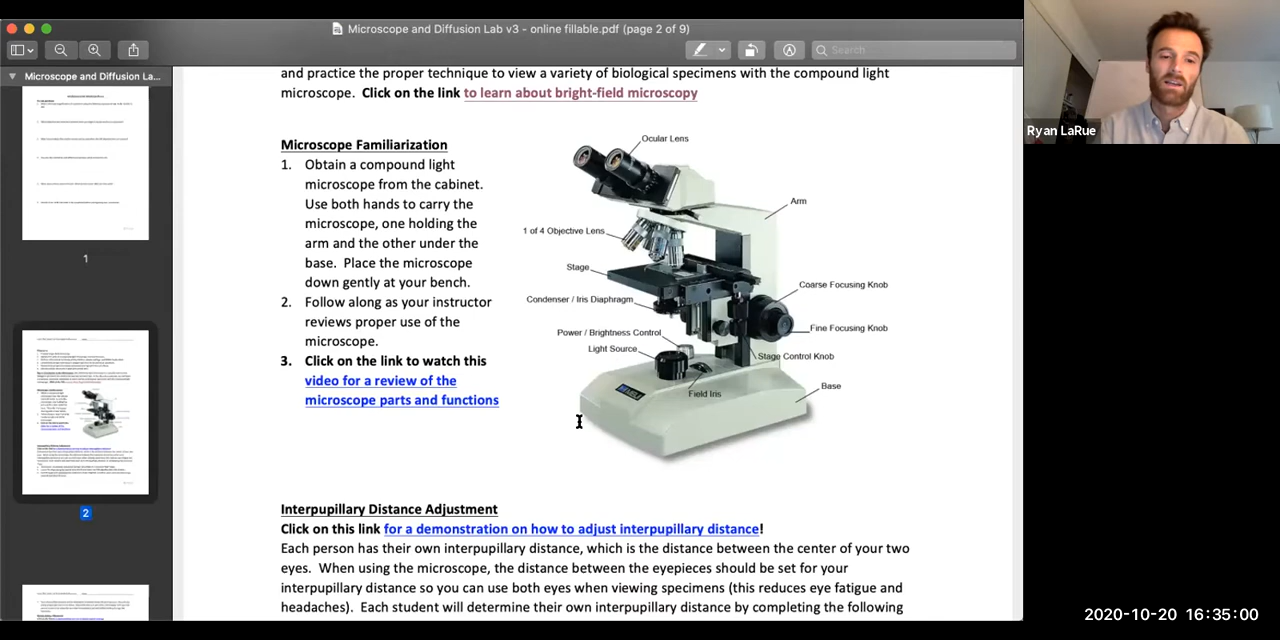 Microscope and Diffusion Lab v3 - online fillable.pdf (page 2 of 9)
Search
Microscope and Diffusion La...
1
2
and practice the proper technique to view a variety of biological specimens with the compound light
microscope.  Click on the link to learn about bright-field microscopy
Microscope Familiarization
1. Obtain a compound light
microscope from the cabinet.
Use both hands to carry the
microscope, one holding the
arm and the other under the
base.  Place the microscope
down gently at your bench.
2. Follow along as your instructor
reviews proper use of the
microscope.
3. Click on the link to watch this
video for a review of the
microscope parts and functions
Ocular Lens
Arm
1 of 4 Objective Lens
Stage
Coarse Focusing Knob
Condenser / Iris Diaphragm
Fine Focusing Knob
Power / Brightness Control
Light Source
Stage Control Knob
Base
Field Iris
Interpupillary Distance Adjustment
Click on this link for a demonstration on how to adjust interpupillary distance!
Each person has their own interpupillary distance, which is the distance between the center of your two
eyes.  When using the microscope, the distance between the eyepieces should be set for your
interpupillary distance so you can use both eyes when viewing specimens (this reduces eye fatigue and
headaches).  Each student will determine their own interpupillary distance by completing the following
Ryan LaRue
2020-10-20 16:35:00